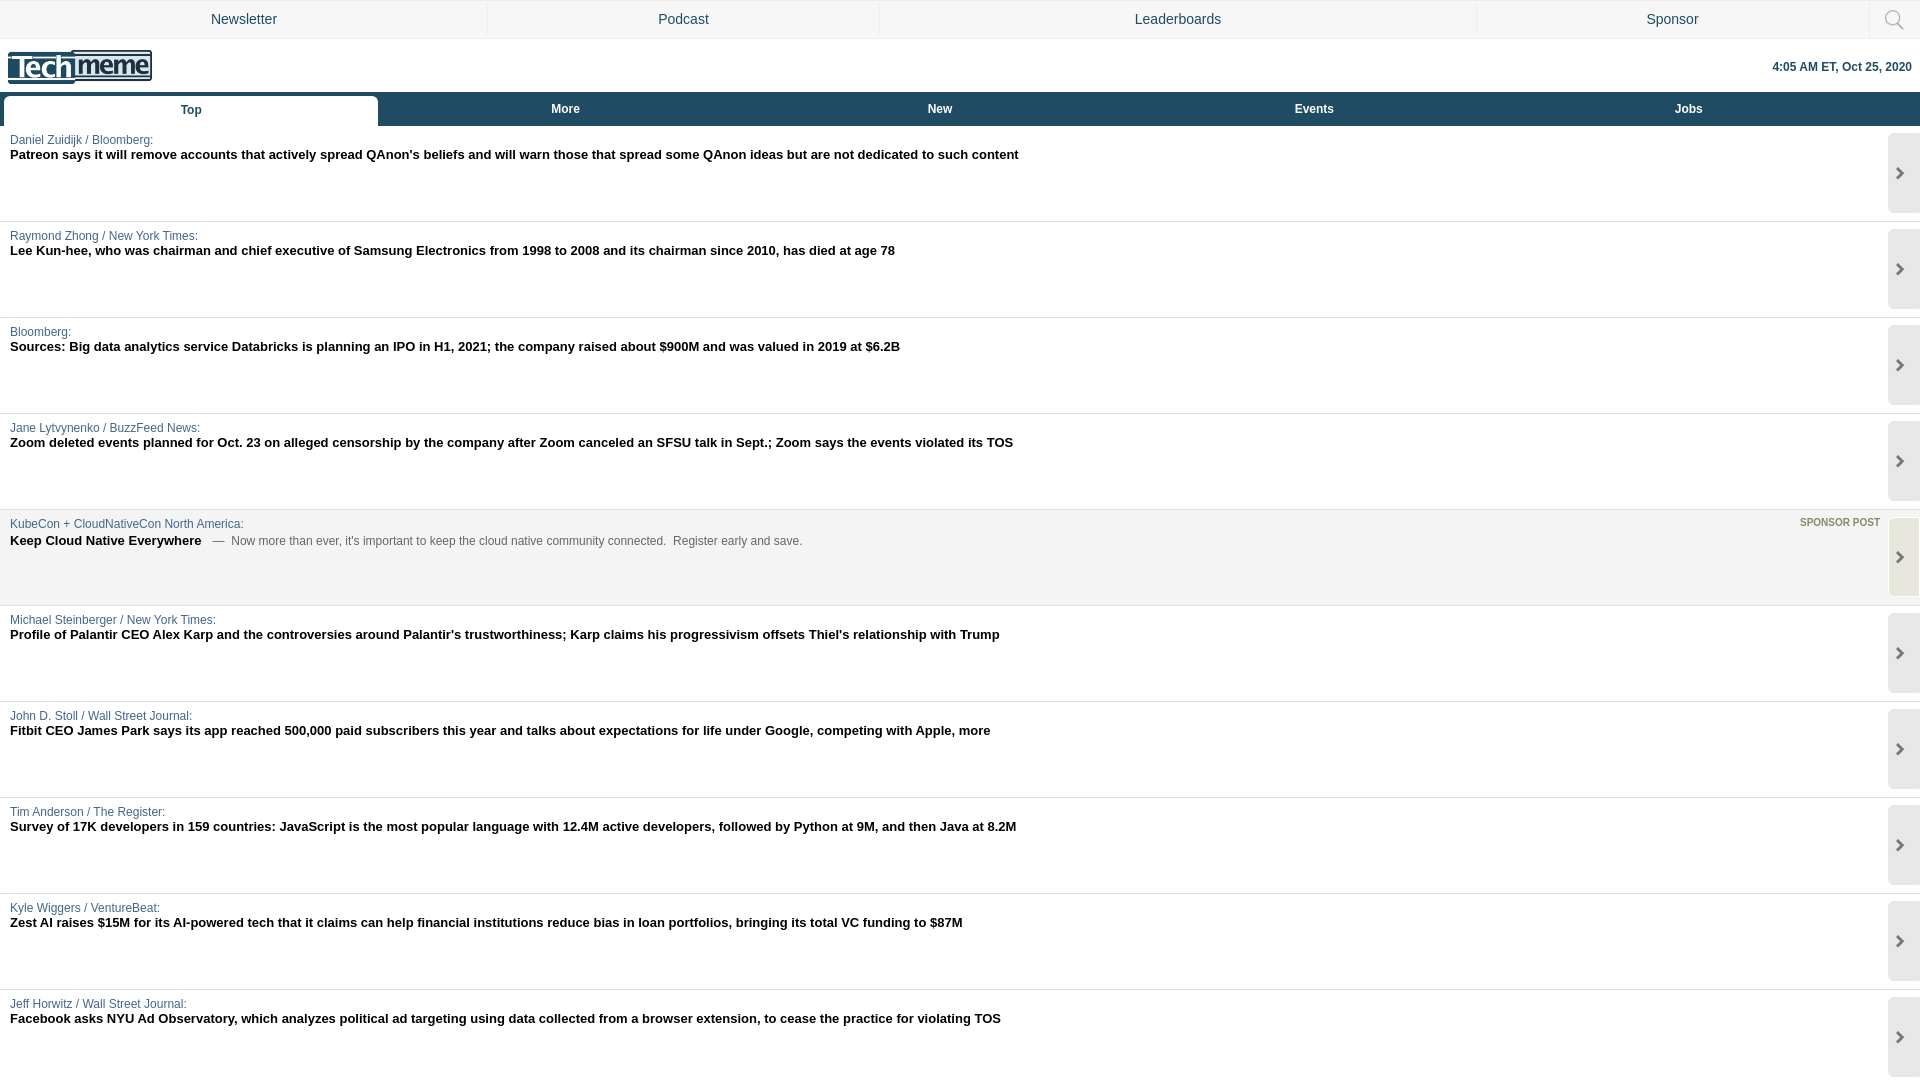 Newsletter
Podcast
Leaderboards
Sponsor
Techmeme
4:05 AM ET, Oct 25, 2020
Top
More
New
Events
Jobs
Daniel Zuidijk / Bloomberg:
Patreon says it will remove accounts that actively spread QAnon's beliefs and will warn those that spread some QAnon ideas but are not dedicated to such content
Raymond Zhong / New York Times:
Lee Kun-hee, who was chairman and chief executive of Samsung Electronics from 1998 to 2008 and its chairman since 2010, has died at age 78
Bloomberg:
Sources: Big data analytics service Databricks is planning an IPO in H1, 2021; the company raised about $900M and was valued in 2019 at $6.2B
Jane Lytvynenko / BuzzFeed News:
Zoom deleted events planned for Oct. 23 on alleged censorship by the company after Zoom canceled an SFSU talk in Sept.; Zoom says the events violated its TOS
KubeCon + CloudNativeCon North America:
SPONSOR POST
Keep Cloud Native Everywhere — Now more than ever, it's important to keep the cloud native community connected. Register early and save.
Michael Steinberger / New York Times:
Profile of Palantir CEO Alex Karp and the controversies around Palantir's trustworthiness; Karp claims his progressivism offsets Thiel's relationship with Trump
John D. Stoll / Wall Street Journal:
Fitbit CEO James Park says its app reached 500,000 paid subscribers this year and talks about expectations for life under Google, competing with Apple, more
Tim Anderson / The Register:
Survey of 17K developers in 159 countries: JavaScript is the most popular language with 12.4M active developers, followed by Python at 9M, and then Java at 8.2M
Kyle Wiggers / VentureBeat:
Zest AI raises $15M for its AI-powered tech that it claims can help financial institutions reduce bias in loan portfolios, bringing its total VC funding to $87M
Jeff Horwitz / Wall Street Journal:
Facebook asks NYU Ad Observatory, which analyzes political ad targeting using data collected from a browser extension, to cease the practice for violating TOS